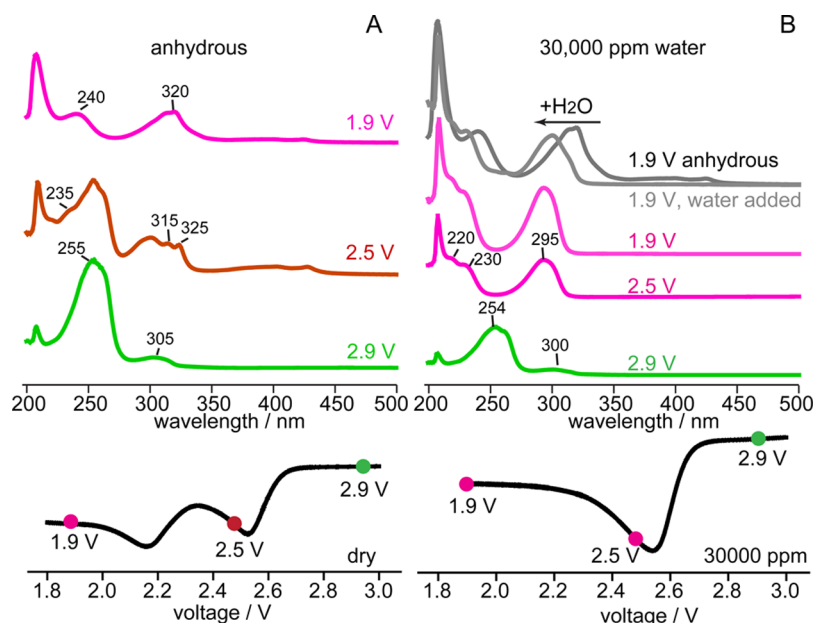 A
anhydrous
240
320
1.9 V
235
315
325
2.5 V
255
305
2.9 V
200 250 300 350 400 450 500
wavelength / nm
1.9 V
2.5 V
2.9 V
dry
1.8 2.0 2.2 2.4 2.6 2.8 3.0
voltage / V
B
30,000 ppm water
+H2O
1.9 V anhydrous
1.9 V, water added
1.9 V
220
230
295
2.5 V
254
300
2.9 V
200 250 300 350 400 450 500
wavelength / nm
1.9 V
2.5 V
2.9 V
30000 ppm
1.8 2.0 2.2 2.4 2.6 2.8 3.0
voltage / V